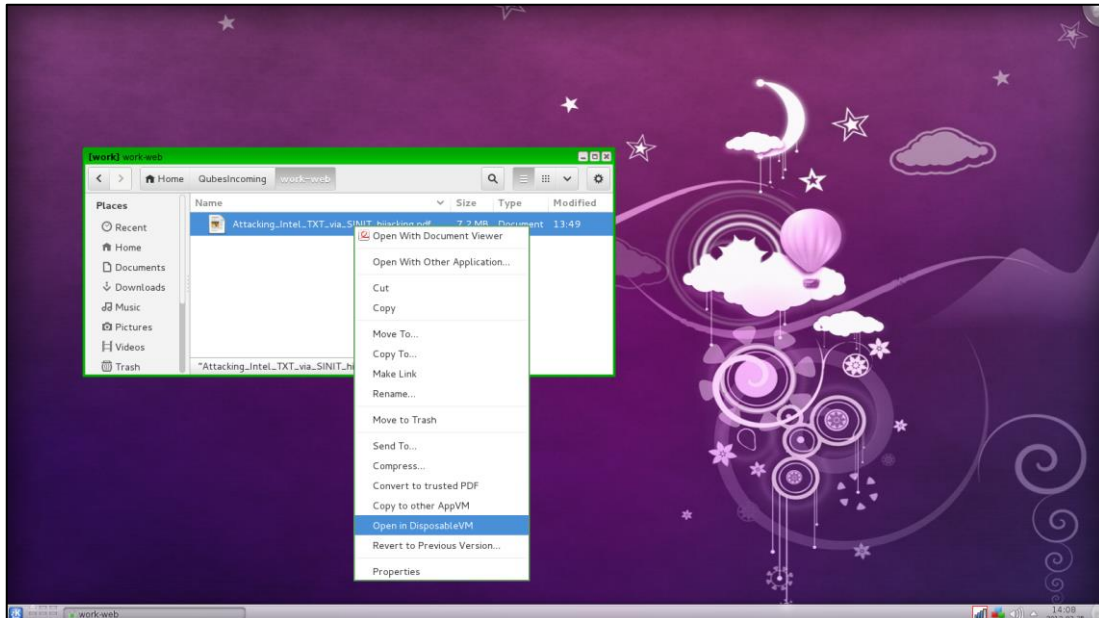 [work] work-web
Home QubesIncoming work-web
Places
Name Size Type Modified
Recent
Attacking_Intel_TXT_via_SINIT_hijacking.pdf 7.2 MB Document 13:49
Home
Documents
Downloads
Music
Pictures
Videos
Trash
"Attacking_Intel_TXT_via_SINIT_hi
Open With Document Viewer
Open With Other Application...
Cut
Copy
Move To...
Copy To...
Make Link
Rename...
Move to Trash
Send To...
Compress...
Convert to trusted PDF
Copy to other AppVM
Open in DisposableVM
Revert to Previous Version...
Properties
work-web
14:08